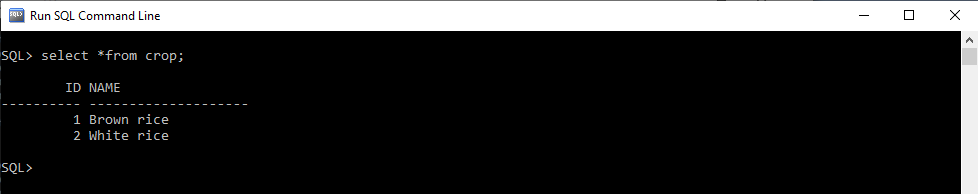 Run SQL Command Line
SQL> select *from crop;
ID NAME
---------- --------------------
1 Brown rice
2 White rice
SQL>